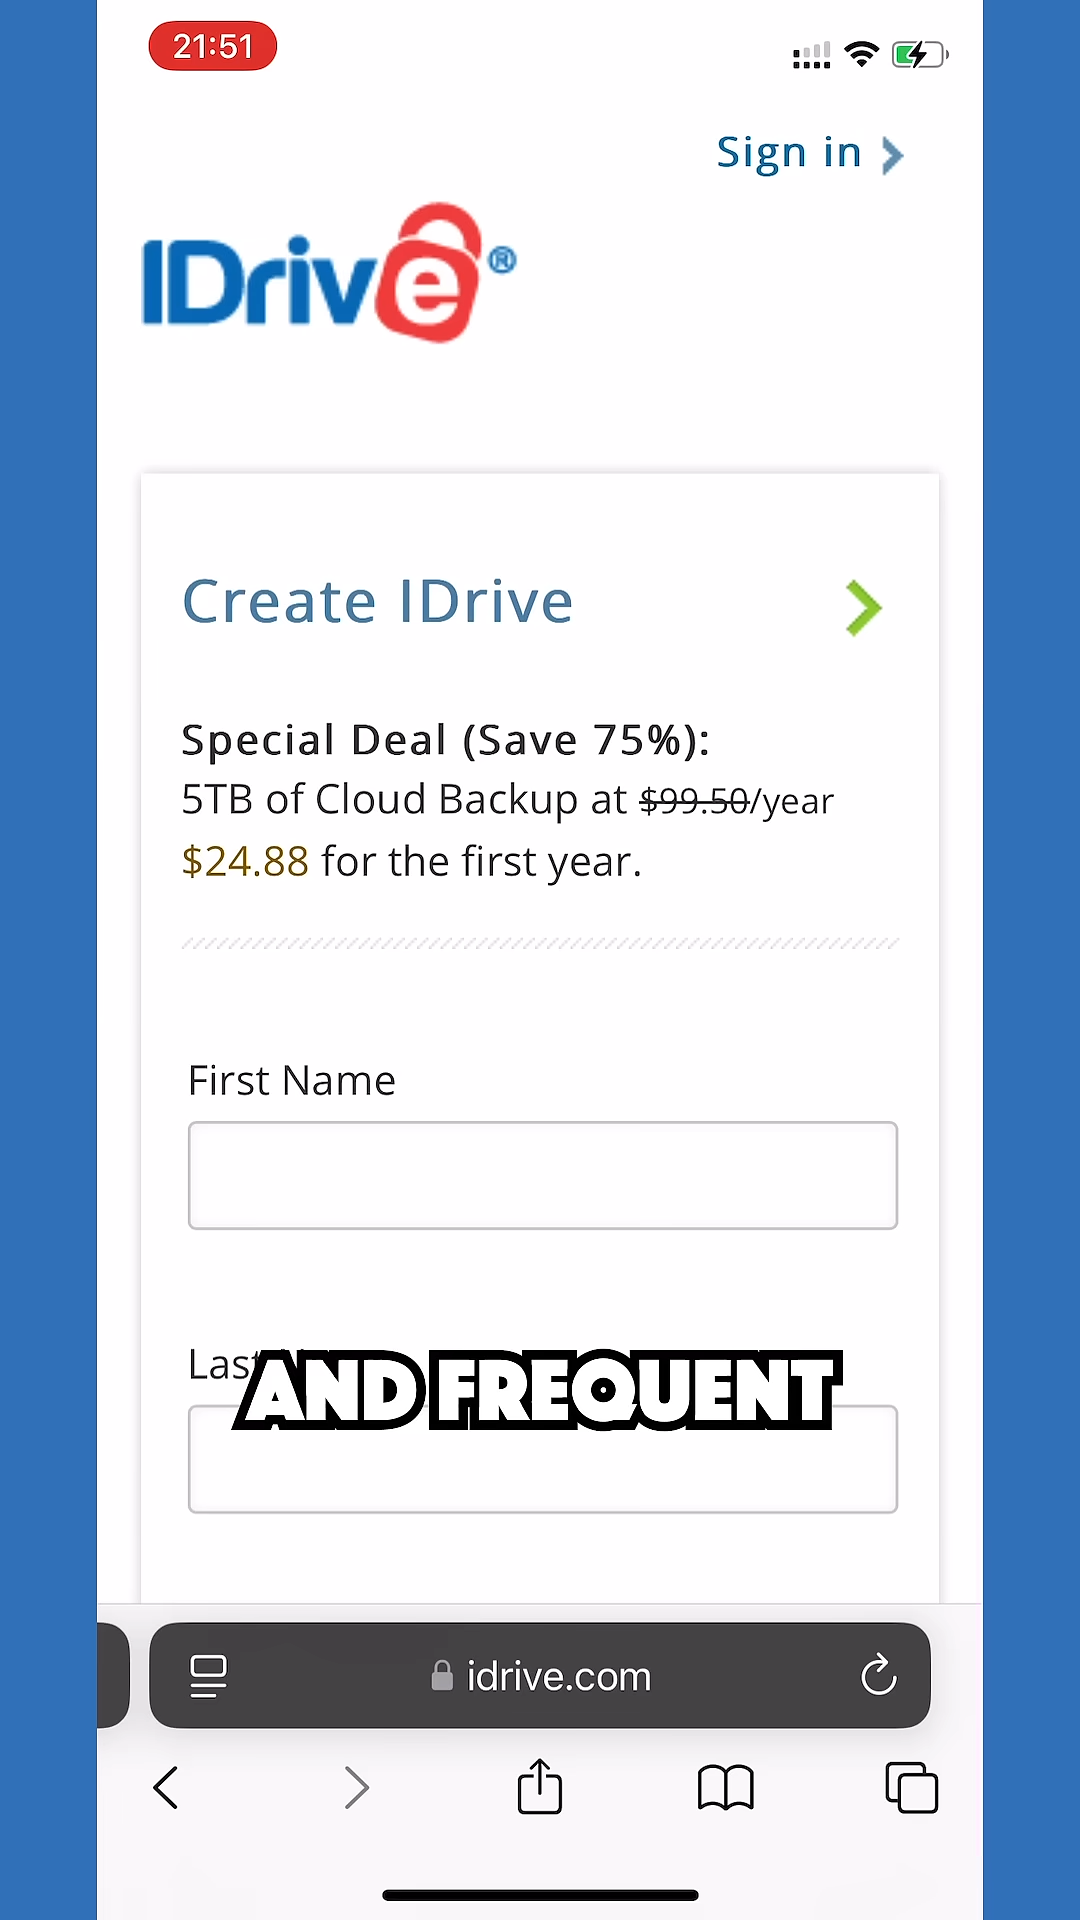 21:51
Sign in
IDrive®
Create IDrive
Special Deal (Save 75%):
5TB of Cloud Backup at $99.50/year
$24.88 for the first year.
First Name
Last
AND FREQUENT
idrive.com